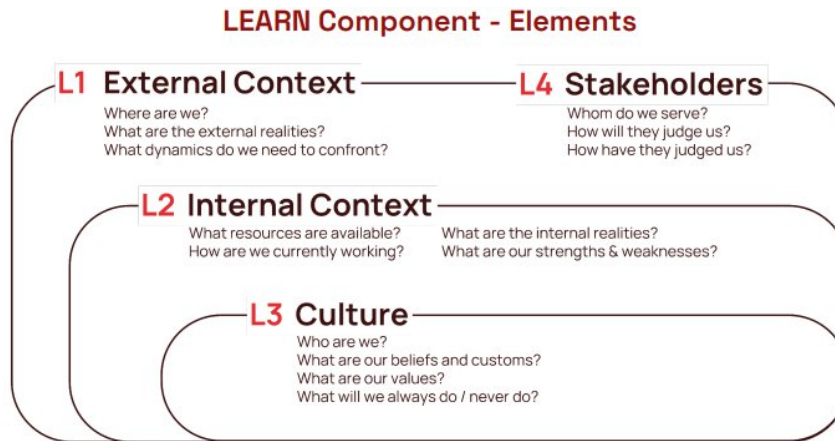 LEARN Component - Elements
L1 External Context
Where are we?
What are the external realities?
What dynamics do we need to confront?
L4 Stakeholders
Whom do we serve?
How will they judge us?
How have they judged us?
L2 Internal Context
What resources are available?
How are we currently working?
What are the internal realities?
What are our strengths & weaknesses?
L3 Culture
Who are we?
What are our beliefs and customs?
What are our values?
What will we always do / never do?